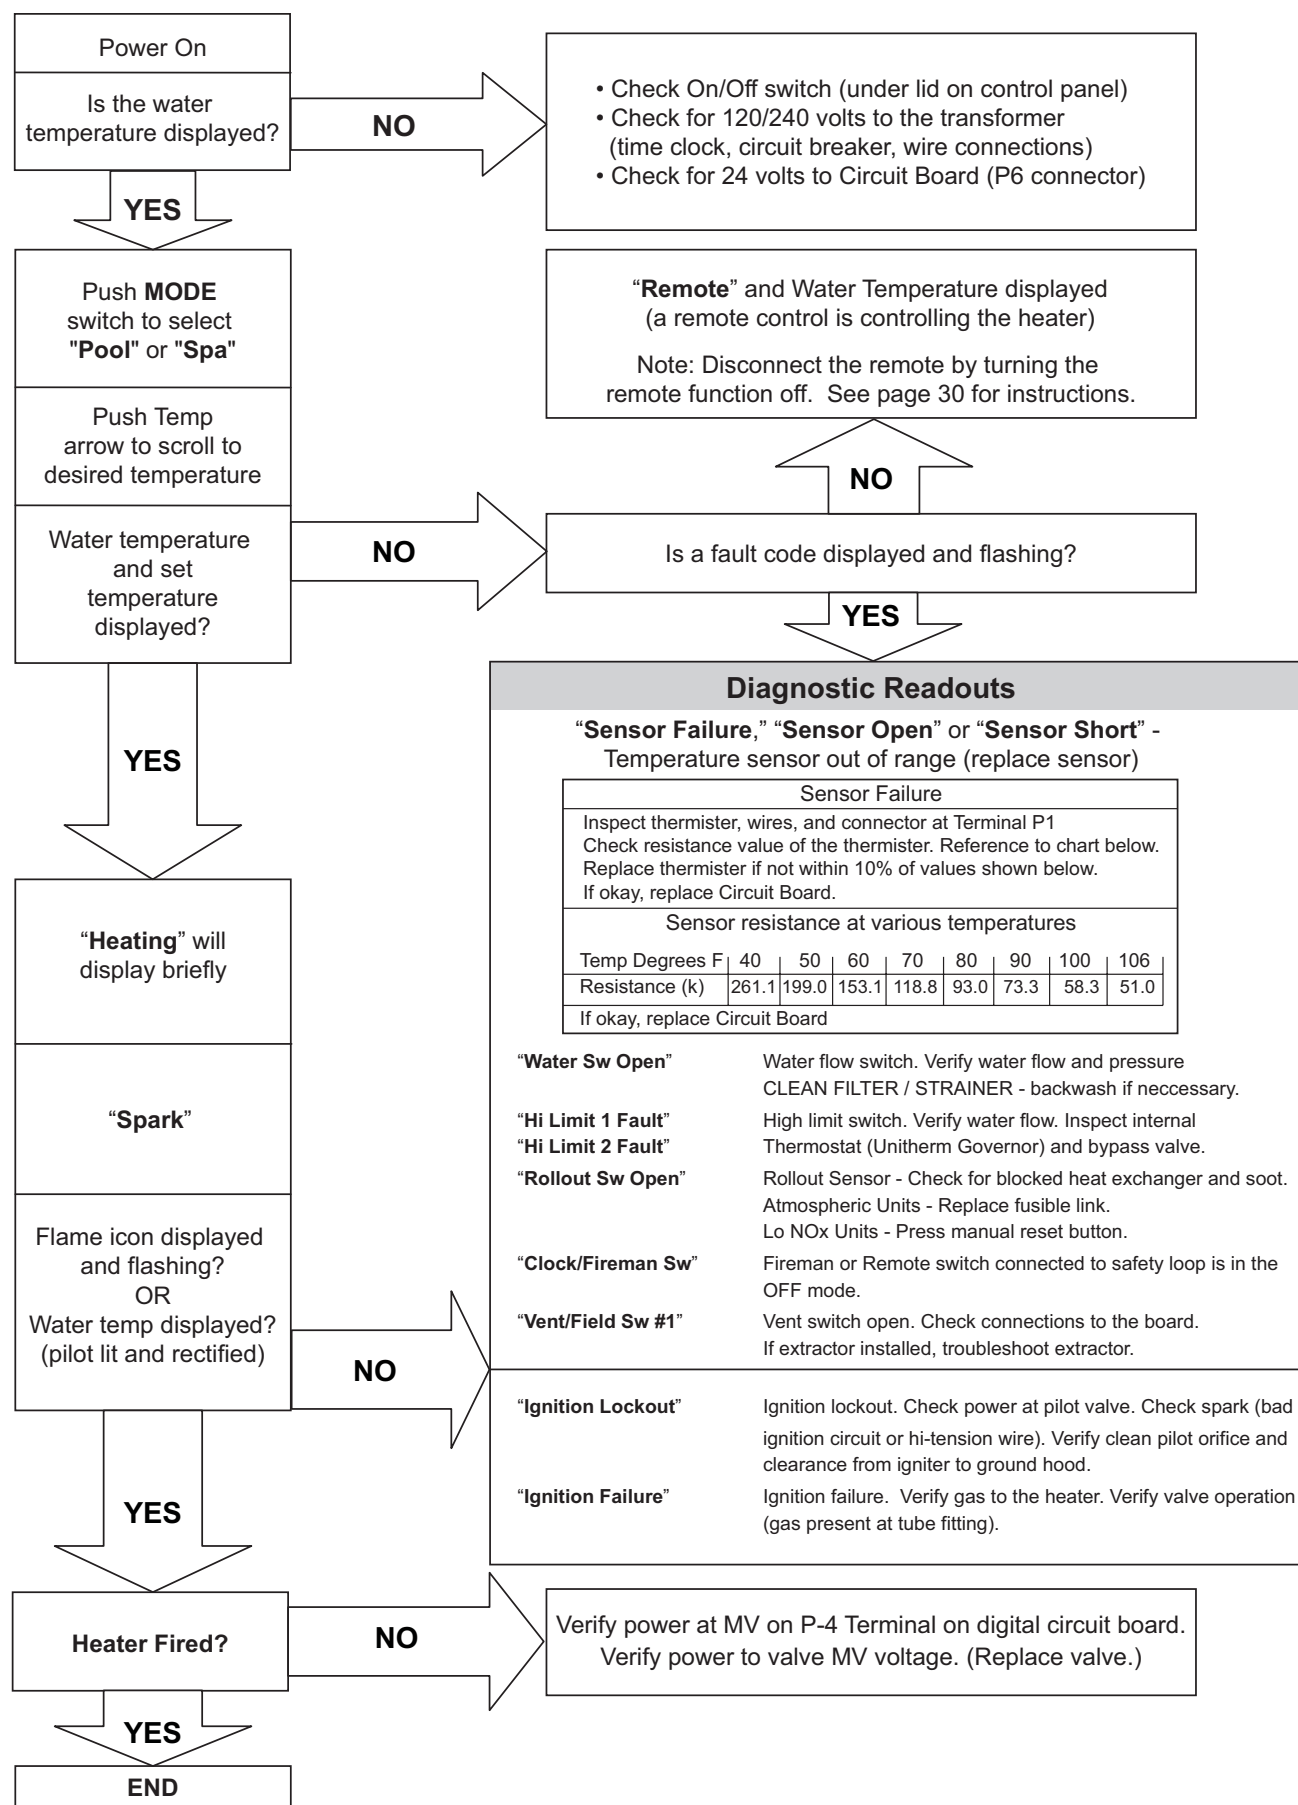 Power On
Is the water
temperature displayed?
NO
• Check On/Off switch (under lid on control panel)
• Check for 120/240 volts to the transformer
(time clock, circuit breaker, wire connections)
• Check for 24 volts to Circuit Board (P6 connector)
YES
Push MODE
switch to select
"Pool" or "Spa"
Push Temp
arrow to scroll to
desired temperature
Water temperature
and set
temperature
displayed?
“Remote” and Water Temperature displayed
(a remote control is controlling the heater)
Note: Disconnect the remote by turning the
remote function off. See page 30 for instructions.
NO
NO
Is a fault code displayed and flashing?
YES
YES
Diagnostic Readouts
“Sensor Failure,” “Sensor Open” or “Sensor Short” -
Temperature sensor out of range (replace sensor)
Sensor Failure
Inspect thermister, wires, and connector at Terminal P1
Check resistance value of the thermister. Reference to chart below.
Replace thermister if not within 10% of values shown below.
If okay, replace Circuit Board.
Sensor resistance at various temperatures
Temp Degrees F 40 50 60 70 80 90 100 106
Resistance (k) 261.1 199.0 153.1 118.8 93.0 73.3 58.3 51.0
If okay, replace Circuit Board
“Water Sw Open” Water flow switch. Verify water flow and pressure
CLEAN FILTER / STRAINER - backwash if neccessary.
“Hi Limit 1 Fault” High limit switch. Verify water flow. Inspect internal
“Hi Limit 2 Fault” Thermostat (Unitherm Governor) and bypass valve.
“Rollout Sw Open” Rollout Sensor - Check for blocked heat exchanger and soot.
Atmospheric Units - Replace fusible link.
Lo NOx Units - Press manual reset button.
“Clock/Fireman Sw” Fireman or Remote switch connected to safety loop is in the
OFF mode.
“Vent/Field Sw #1” Vent switch open. Check connections to the board.
If extractor installed, troubleshoot extractor.
“Ignition Lockout” Ignition lockout. Check power at pilot valve. Check spark (bad
ignition circuit or hi-tension wire). Verify clean pilot orifice and
clearance from igniter to ground hood.
“Ignition Failure” Ignition failure. Verify gas to the heater. Verify valve operation
(gas present at tube fitting).
“Heating” will
display briefly
“Spark”
Flame icon displayed
and flashing?
OR
Water temp displayed?
(pilot lit and rectified)
NO
YES
Heater Fired?
NO
Verify power at MV on P-4 Terminal on digital circuit board.
Verify power to valve MV voltage. (Replace valve.)
YES
END